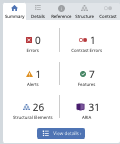 Summary Details Reference Structure Contrast
0 1
Errors Contrast Errors
1 7
Alerts Features
26 31
Structural Elements ARIA
View details ›